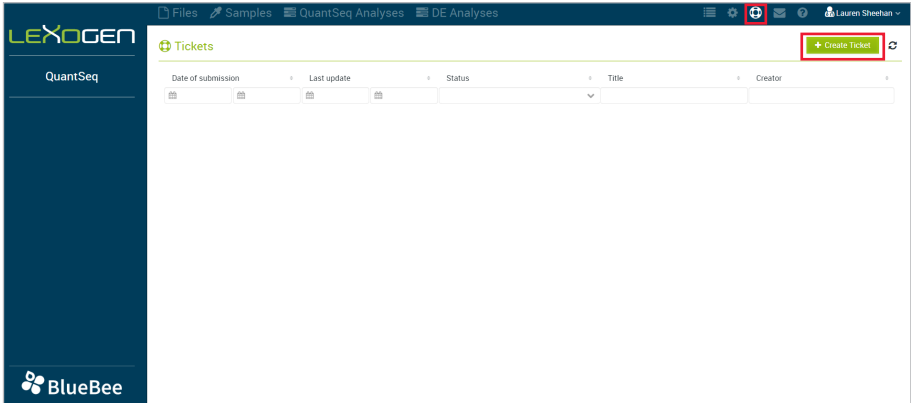 Files Samples QuantSeq Analyses DE Analyses
Lauren Sheehan
LEXOGEN
Tickets
+ Create Ticket
QuantSeq
Date of submission Last update Status Title Creator
BlueBee